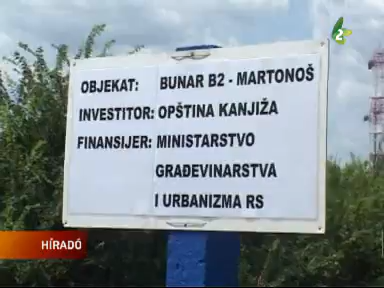 OBJEKAT: BUNAR B2 - MARTONOŠ
INVESTITOR: OPŠTINA KANJIŽA
FINANSIJER: MINISTARSTVO
GRAĐEVINARSTVA
I URBANIZMA RS
HÍRADÓ